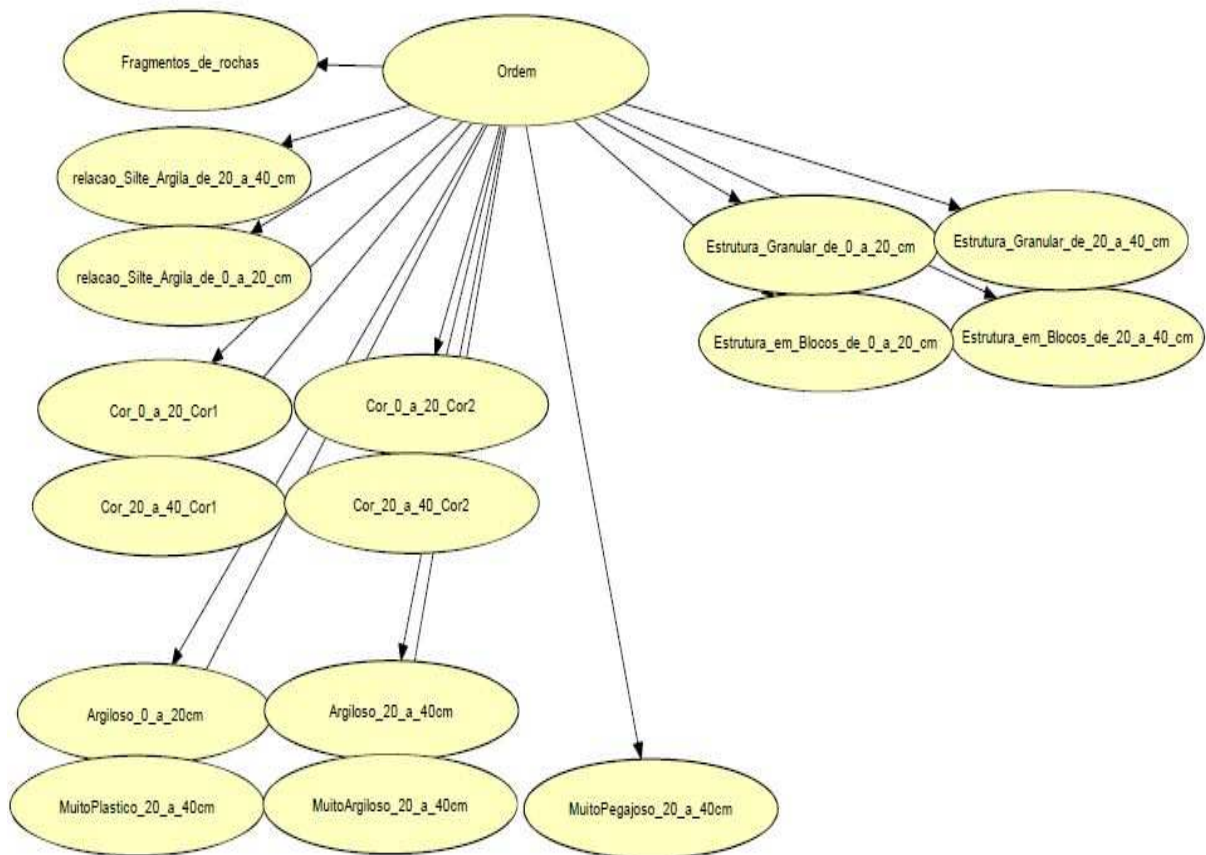 Fragmentos_de_rochas
Ordem
relacao_Silte_Argila_de_20_a_40_cm
relacao_Silte_Argila_de_0_a_20_cm
Estrutura_Granular_de_0_a_20_cm
Estrutura_Granular_de_20_a_40_cm
Estrutura_em_Blocos_de_0_a_20_cm
Estrutura_em_Blocos_de_20_a_40_cm
Cor_0_a_20_Cor1
Cor_0_a_20_Cor2
Cor_20_a_40_Cor1
Cor_20_a_40_Cor2
Argiloso_0_a_20cm
Argiloso_20_a_40cm
MuitoPlastico_20_a_40cm
MuitoArgiloso_20_a_40cm
MuitoPegajoso_20_a_40cm